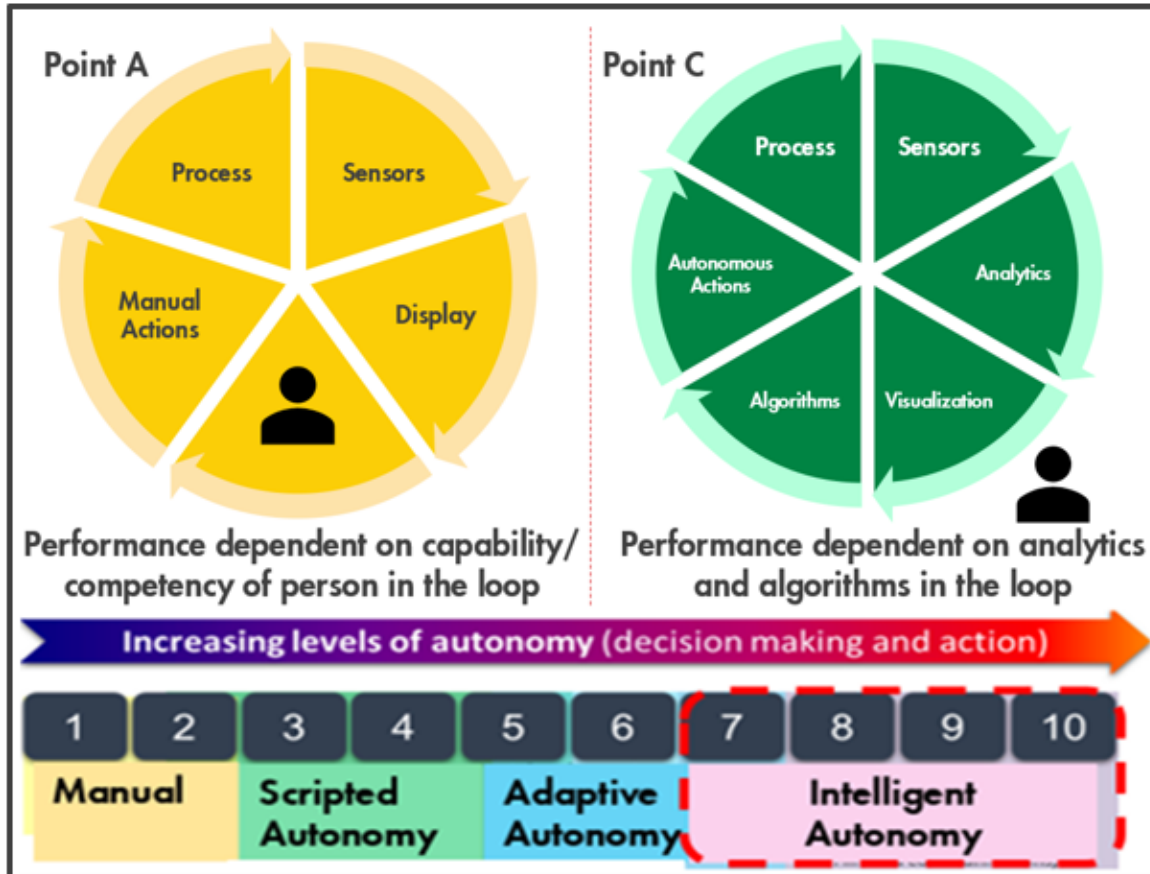 Point A
Process
Sensors
Manual
Actions
Display
Performance dependent on capability/
competency of person in the loop
Point C
Process
Sensors
Autonomous
Actions
Analytics
Algorithms
Visualization
Performance dependent on analytics
and algorithms in the loop
Increasing levels of autonomy (decision making and action)
1 2 3 4 5 6 7 8 9 10
Manual
Scripted
Autonomy
Adaptive
Autonomy
Intelligent
Autonomy